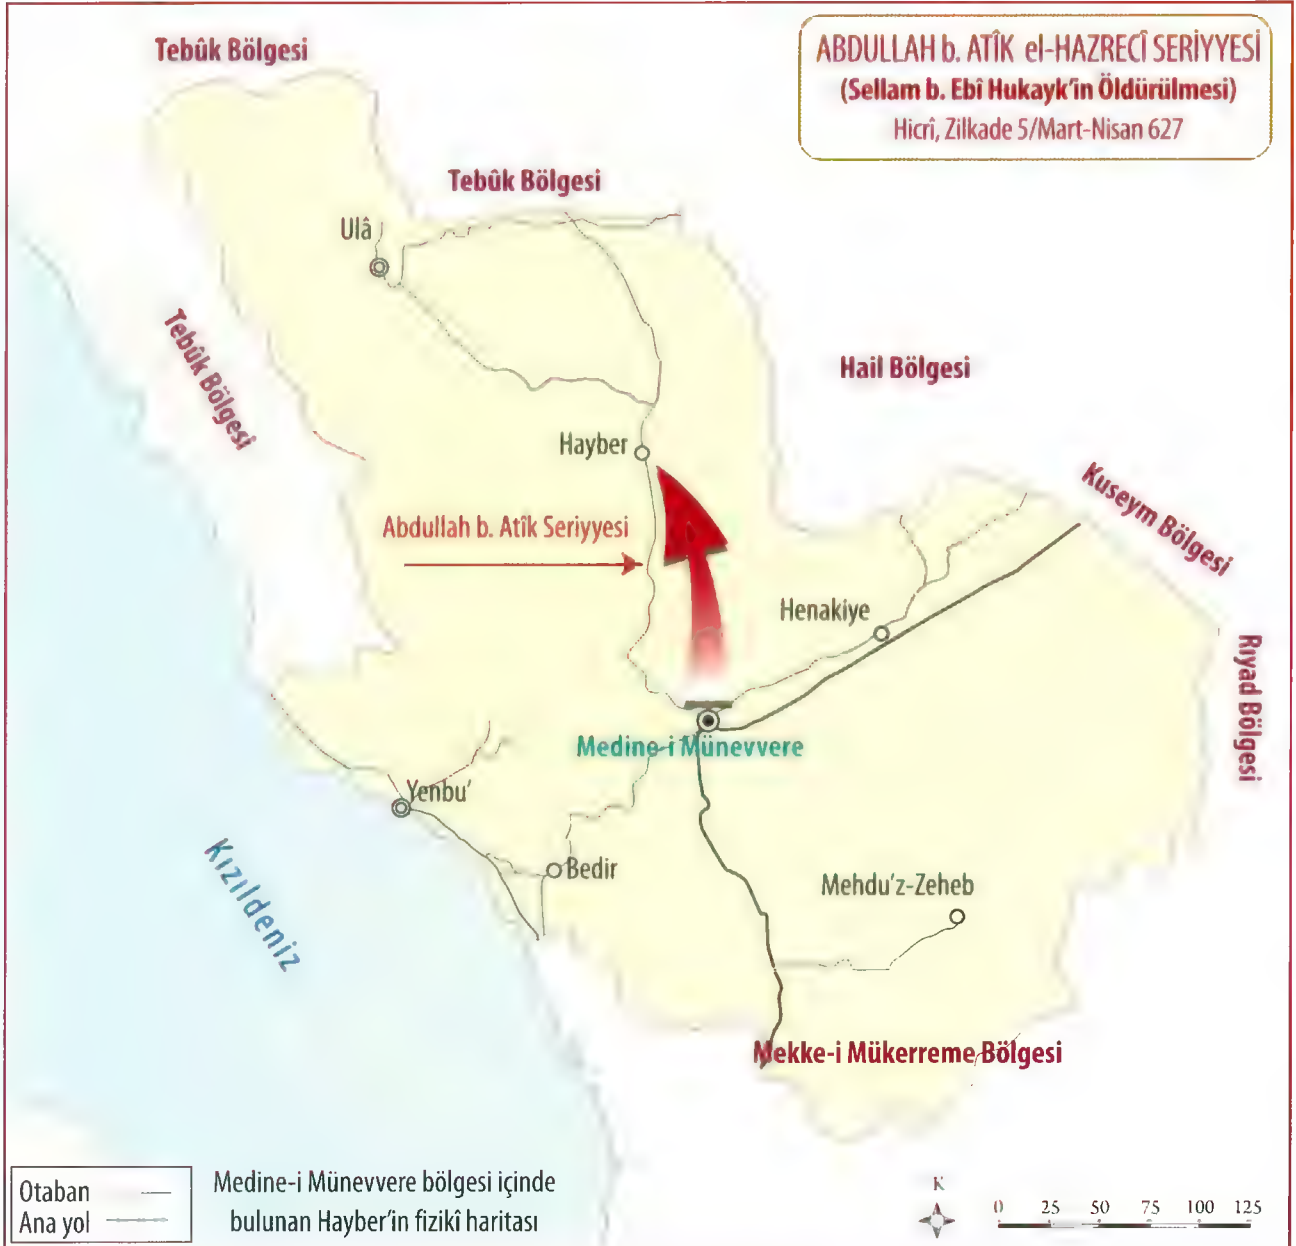 ABDULLAH b. ATÎK el-HAZRECÎ SERİYYESİ
(Sellam b. Ebî Hukayk'in Öldürülmesi)
Hicrî, Zilkade 5/Mart-Nisan 627
Tebûk Bölgesi
Tebûk Bölgesi
Ulâ
Tebûk Bölgesi
Hail Bölgesi
Hayber
Kuseym Bölgesi
Abdullah b. Atîk Seriyyesi
Henakiye
Rıyad Bölgesi
Medine-i Münevvere
Yenbu'
Kızıldeniz
Bedir
Mehdu'z-Zeheb
Mekke-i Mükerreme Bölgesi
Otaban
Ana yol
Medine-i Münevvere bölgesi içinde
bulunan Hayber'in fizikî haritası
K
0 25 50 75 100 125